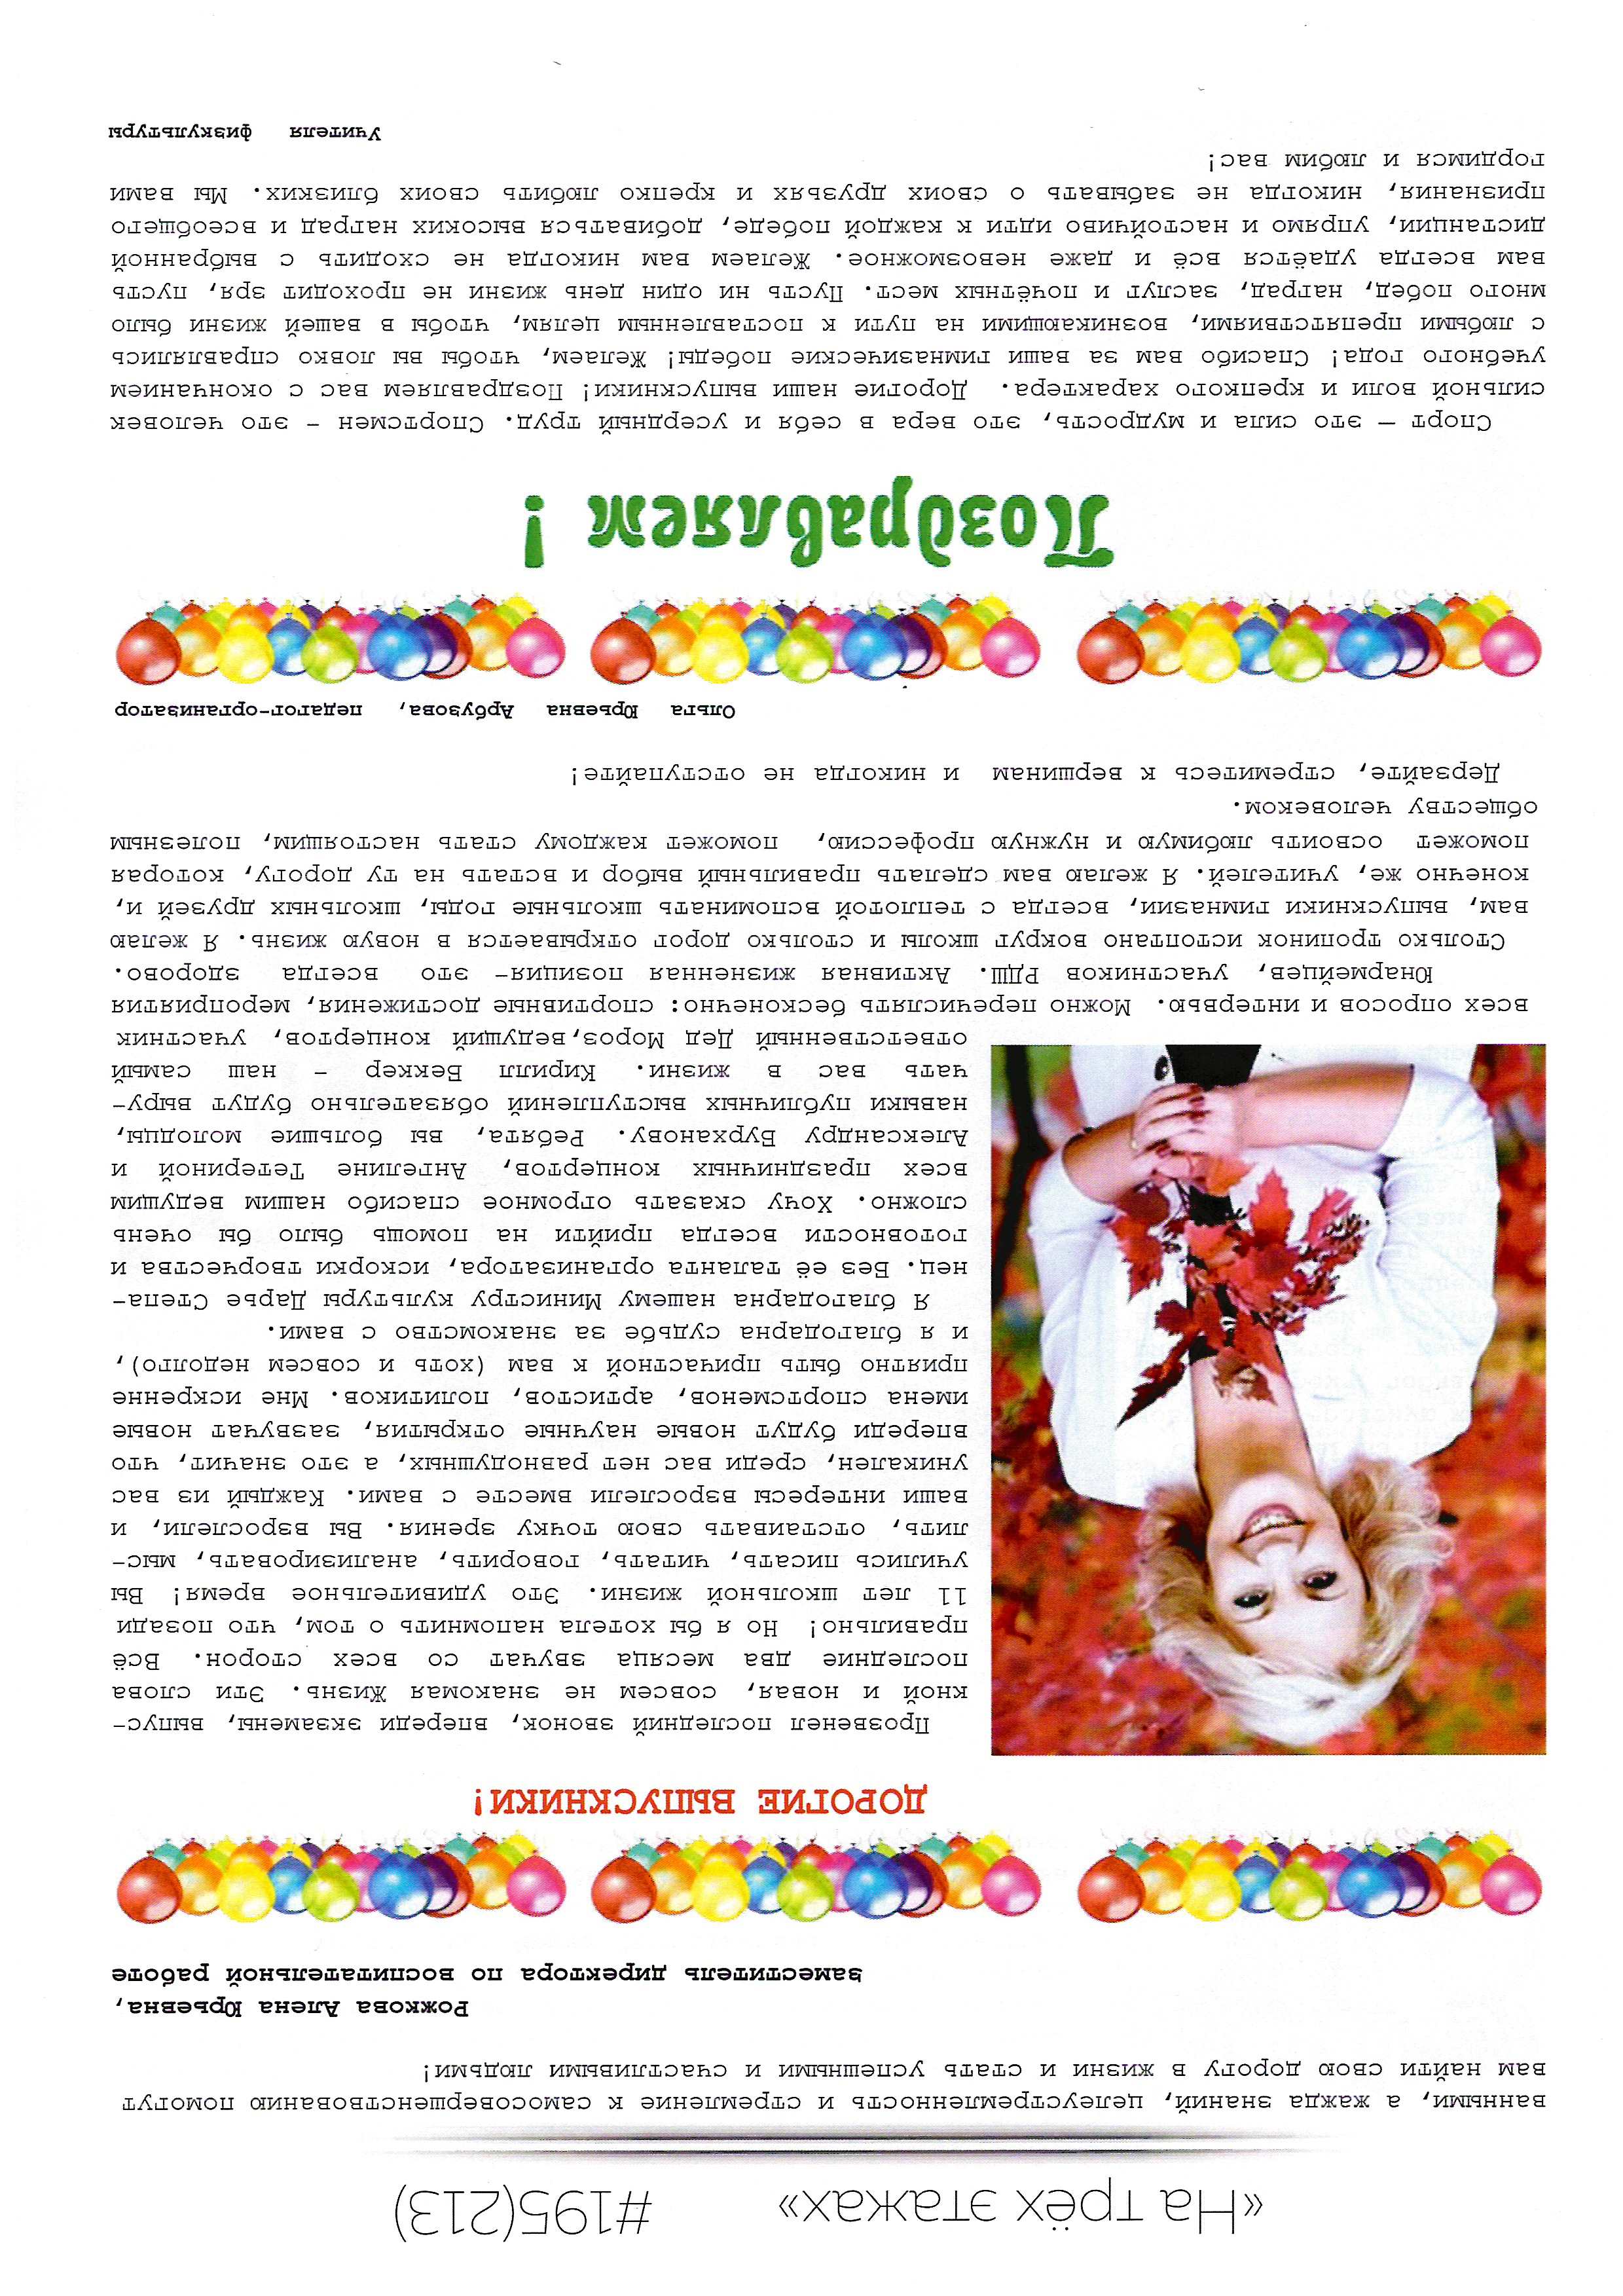 «На трёх этажах» #195(213)
ванными, а жажда знаний, целеустремленность и стремление к самосовершенствованию помогут
вам найти свою дорогу в жизни и стать успешными и счастливыми людьми!
Рожкова Алена Юрьевна,
заместитель директора по воспитательной работе
ДОРОГИЕ ВЫПУСКНИКИ!
Прозвенел последний звонок, впереди экзамены, выпус-
кной и новая, совсем не знакомая Жизнь. Эти слова
последние два месяца звучат со всех сторон. Всё
правильно! Но я бы хотела напомнить о том, что позади
11 лет школьной жизни. Это удивительное время! Вы
учились писать, читать, говорить, анализировать, мыс-
лить, отстаивать свою точку зрения. Вы взрослели, и
ваши интересы взрослели вместе с вами. Каждый из вас
уникален, среди вас нет равнодушных, а это значит, что
впереди будут новые научные открытия, зазвучат новые
имена спортсменов, артистов, политиков. Мне искренне
приятно быть причастной к вам (хоть и совсем недолго),
и я благодарна судьбе за знакомство с вами.
Я благодарна нашему Министру культуры Дарье Степа-
нец. Без её таланта организатора, искорки творчества и
готовности всегда прийти на помощь было бы очень
сложно. Хочу сказать огромное спасибо нашим ведущим
всех праздничных концертов, Ангелине Тетериной и
Александру Бурханову. Ребята, вы большие молодцы,
навыки публичных выступлений обязательно будут выру-
чать вас в жизни. Кирилл Беккер - наш самый
ответственный Дед Мороз,ведущий концертов, участник
всех опросов и интервью. Можно перечислять бесконечно: спортивные достижения, мероприятия
Юнармейцев, участников РДШ. Активная жизненная позиция- это всегда здорово.
Столько тропинок истоптано вокруг школы и столько дорог открывается в новую жизнь. Я желаю
вам, выпускники гимназии, всегда с теплотой вспоминать школьные годы, школьных друзей и,
конечно же, учителей. Я желаю вам сделать правильный выбор и встать на ту дорогу, которая
поможет освоить любимую и нужную профессию, поможет каждому стать настоящим, полезным
обществу человеком.
Дерзайте, стремитесь к вершинам и никогда не отступайте!
Ольга Юрьевна Арбузова, педагог-организатор
Поздравляем !
Спорт — это сила и мудрость, это вера в себя и усердный труд. Спортсмен - это человек
сильной воли и крепкого характера. Дорогие наши выпускники! Поздравляем вас с окончанием
учебного года! Спасибо вам за ваши гимназические победы! Желаем, чтобы вы ловко справлялись
с любыми препятствиями, возникающими на пути к поставленным целям, чтобы в вашей жизни было
много побед, наград, заслуг и почётных мест. Пусть ни один день жизни не проходит зря, пусть
вам всегда удаётся всё и даже невозможное. Желаем вам никогда не сходить с выбранной
дистанции, упрямо и настойчиво идти к каждой победе, добиваться высоких наград и всеобщего
признания, никогда не забывать о своих друзьях и крепко любить своих близких. Мы вами
гордимся и любим вас!
Учителя физкультуры